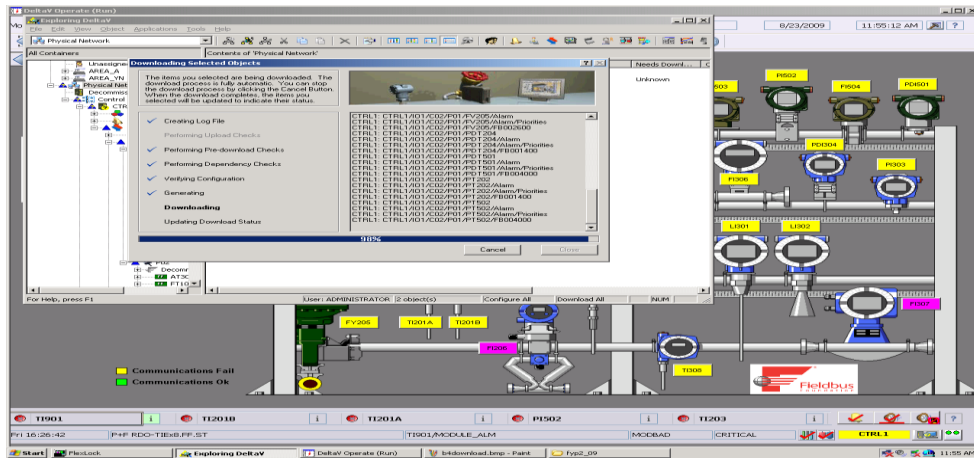 DeltaV Operate (Run)
Exploring DeltaV
8/23/2009
11:55:12 AM
File Edit View Object Applications Tools Help
Physical Network
All Containers
Contents of 'Physical Network'
Unassigne
AREA_A
AREA_YN
Physical Net
Decommiss
Control
CTR
Needs Downl...
Unknown
Downloading Selected Objects
The items you selected are being downloaded. The
download process is fully automatic. You can stop
the download process by clicking the Cancel Button.
When the download completes, the items you
selected will be updated to indicate their status.
Creating Log File
Performing Upload Checks
Performing Pre-download Checks
Performing Dependency Checks
Verifying Configuration
Generating
Downloading
Updating Download Status
CTRL1: CTRL1/IO1/C02/P01/FV205/Alarm
CTRL1: CTRL1/IO1/C02/P01/FV205/Alarm/Priorities
CTRL1: CTRL1/IO1/C02/P01/FV205/FB002600
CTRL1: CTRL1/IO1/C02/P01/PDT204
CTRL1: CTRL1/IO1/C02/P01/PDT204/Alarm
CTRL1: CTRL1/IO1/C02/P01/PDT204/Alarm/Priorities
CTRL1: CTRL1/IO1/C02/P01/PDT204/FB001400
CTRL1: CTRL1/IO1/C02/P01/PDT501
CTRL1: CTRL1/IO1/C02/P01/PDT501/Alarm
CTRL1: CTRL1/IO1/C02/P01/PDT501/Alarm/Priorities
CTRL1: CTRL1/IO1/C02/P01/PDT501/FB004000
CTRL1: CTRL1/IO1/C02/P01/PT202
CTRL1: CTRL1/IO1/C02/P01/PT202/Alarm
CTRL1: CTRL1/IO1/C02/P01/PT202/Alarm/Priorities
CTRL1: CTRL1/IO1/C02/P01/PT202/FB001400
CTRL1: CTRL1/IO1/C02/P01/PT502
CTRL1: CTRL1/IO1/C02/P01/PT502/Alarm
CTRL1: CTRL1/IO1/C02/P01/PT502/Alarm/Priorities
CTRL1: CTRL1/IO1/C02/P01/PT502/FB004000
98%
Cancel
Close
P02
Decomr
AT30
FT10
For Help, press F1
User: ADMINISTRATOR
2 object(s)
Configure All
Download All
NUM
603
PI502
FI504
PDI501
PDI304
FI306
PI303
LI301
LI302
FI307
FY205
TI201A
TI201B
FI206
TI308
Communications Fail
Communications Ok
Fieldbus
FOUNDATION
TI901
TI201B
TI201A
PI502
TI203
Fri 16:26:42
P+F RDO-TIEx8.FF.ST
TI901/MODULE_ALM
MODBAD
CRITICAL
CTRL1
Start
FlexLock
Exploring DeltaV
DeltaV Operate (Run)
b4download.bmp - Paint
fyp2_09
11:55 AM